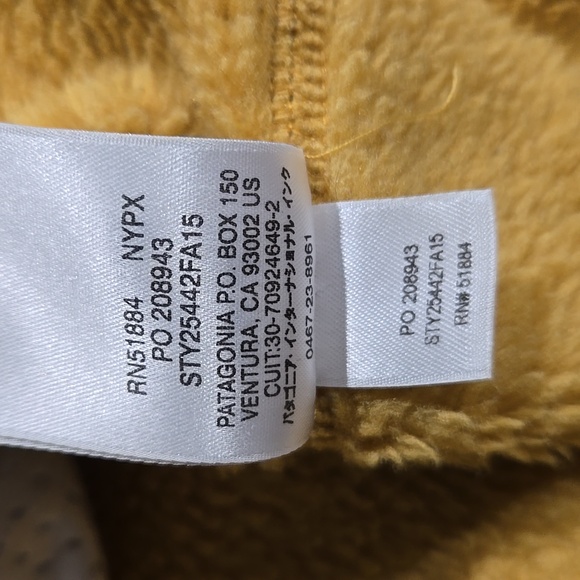 RN51884 NYPX
PO 208943
STY25442FA15
PATAGONIA P.O. BOX 150
VENTURA, CA 93002 US
CUIT:30-70924649-2
パタゴニア・インターナショナル・インク
0467-23-8961
PO 208943
STY25442FA15
RN# 51884